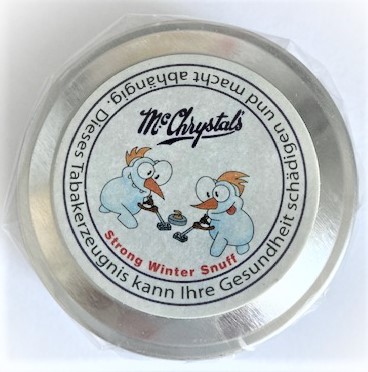 McChrystal's
Strong Winter Snuff
Dieses Tabakerzeugnis kann Ihre Gesundheit schädigen und macht abhängig.